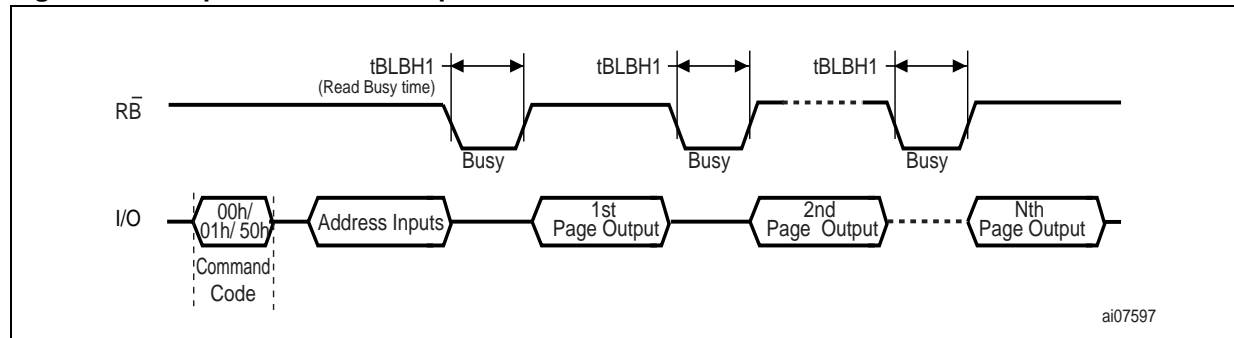 tBLBH1
(Read Busy time)
tBLBH1
tBLBH1
RB̅
Busy
Busy
Busy
I/O
00h/
01h/ 50h
Address Inputs
1st
Page Output
2nd
Page Output
Nth
Page Output
Command
Code
ai07597